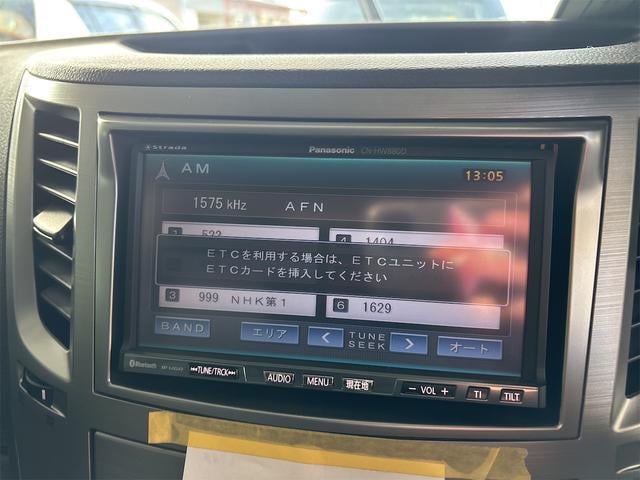 Strada
Panasonic CN-HW880D
AM
13:05
1575 kHz AFN
1 522 4 1404
ETCを利用する場合は、ETCユニットに
ETCカードを挿入してください
3 999 NHK第1 6 1629
BAND エリア < TUNE SEEK > オート
Bluetooth
TUNE/TRCK AUDIO MENU 現在地 − VOL + TI TILT